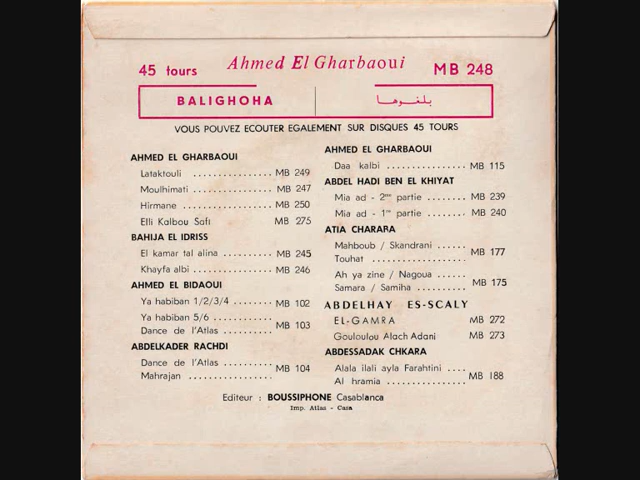 45 tours
Ahmed El Gharbaoui
MB 248
BALIGHOHA
بلغوها
VOUS POUVEZ ECOUTER EGALEMENT SUR DISQUES 45 TOURS
AHMED EL GHARBAOUI
Lataktouli ................ MB 249
Moulhimati ............... MB 247
Hirmane .................. MB 250
Elli Kalbou Safi MB 275
BAHIJA EL IDRISS
El kamar tal alina ......... MB 245
Khayfa albi ............... MB 246
AHMED EL BIDAOUI
Ya habiban 1/2/3/4 ........ MB 102
Ya habiban 5/6 ............
Dance de l'Atlas .......... MB 103
ABDELKADER RACHDI
Dance de l'Atlas ..........
Mahrajan ................. MB 104
AHMED EL GHARBAOUI
Daa kalbi ................. MB 115
ABDEL HADI BEN EL KHIYAT
Mia ad - 2me partie ....... MB 239
Mia ad - 1er partie ....... MB 240
ATIA CHARARA
Mahboub / Skandrani ......
Touhat .................. MB 177
Ah ya zine / Nagoua ......
Samara / Samiha .......... MB 175
ABDELHAY ES-SCALY
EL-GAMRA MB 272
Gouloulou Alach Adani MB 273
ABDESSADAK CHKARA
Alala ilali ayla Farahtini ....
Al hramia ............... MB 188
Editeur : BOUSSIPHONE Casablanca
Imp. Atlas - Casa